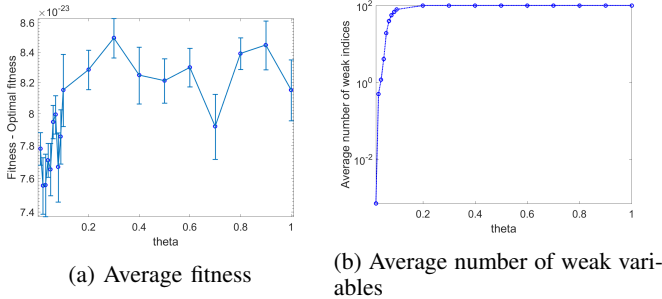 ×10⁻²³
8.6
8.4
8.2
8
7.8
7.6
7.4
Fitness - Optimal fitness
0.2 0.4 0.6 0.8 1
theta
(a) Average fitness
10²
10⁰
10⁻²
Average number of weak indices
0.2 0.4 0.6 0.8 1
theta
(b) Average number of weak vari-
ables